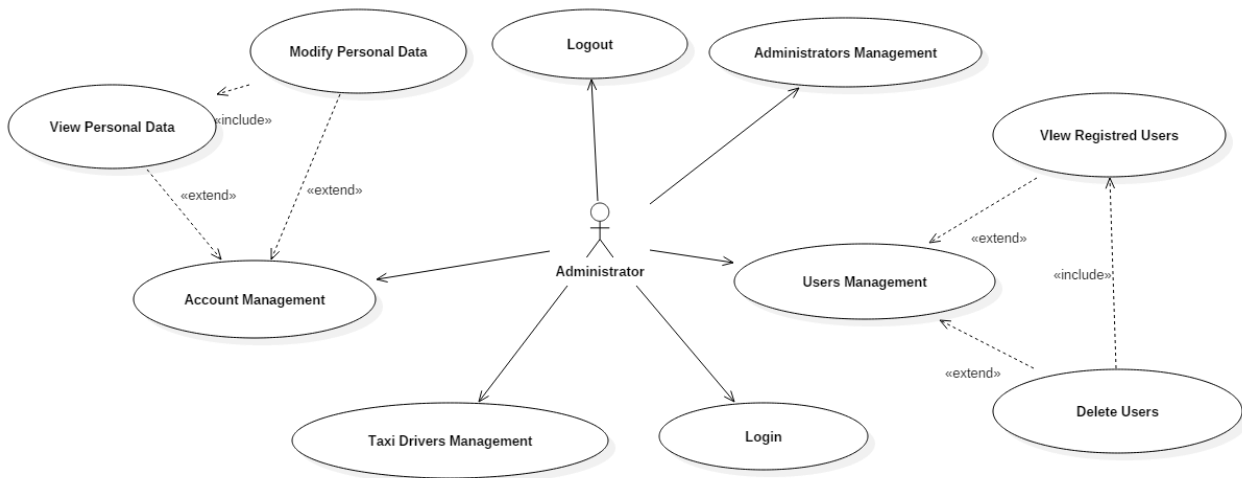 Logout
Modify Personal Data
Administrators Management
«include»
View Personal Data
VIew Registred Users
«extend»
«extend»
«extend»
Administrator
«include»
Users Management
Account Management
«extend»
Delete Users
Taxi Drivers Management
Login